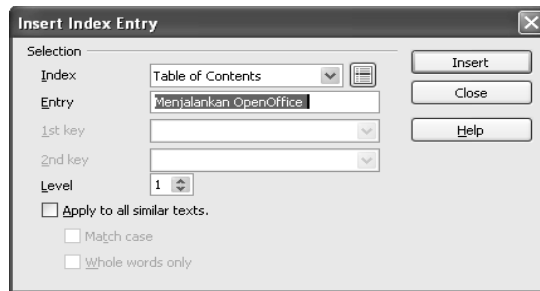 Insert Index Entry
Selection
Index Table of Contents
Entry Menjalankan OpenOffice
1st key
2nd key
Level 1
Apply to all similar texts.
Match case
Whole words only
Insert
Close
Help